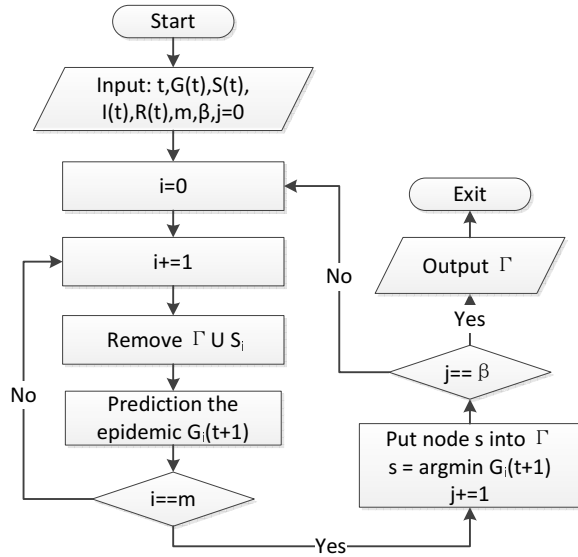 Start
Input: t,G(t),S(t),
I(t),R(t),m,β,j=0
i=0
i+=1
Remove Γ U Sᵢ
Prediction the
epidemic Gᵢ(t+1)
i==m
No
Yes
Put node s into Γ
s = argmin Gᵢ(t+1)
j+=1
j== β
No
Yes
Output Γ
Exit